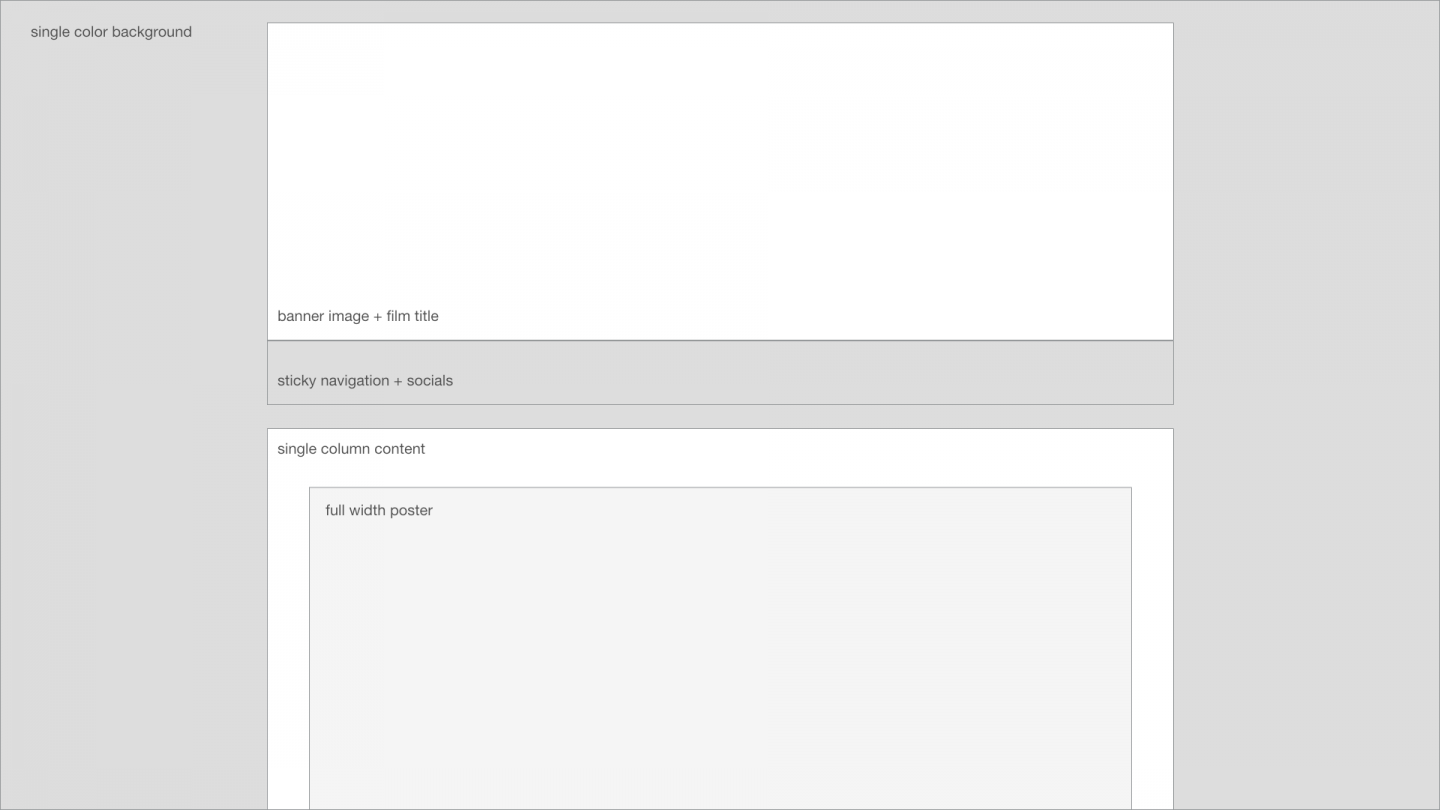 single color background
banner image + film title
sticky navigation + socials
single column content
full width poster